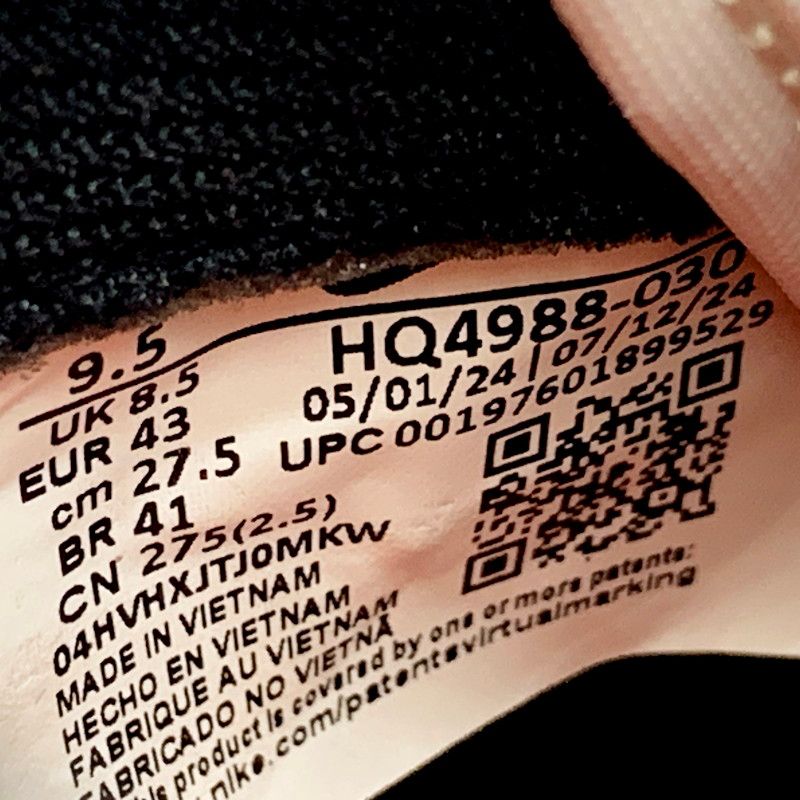 9.5
UK 8.5
EUR 43
cm 27.5
BR 41
CN 275(2.5)
HQ4988-030
05/01/24 | 07/12/24
UPC 00197601899529
04HVHXJTJ0MKW
MADE IN VIETNAM
HECHO EN VIETNAM
FABRIQUE AU VIETNAM
FABRICADO NO VIETNÃ
product is covered by one or more patents:
nike.com/patentsvirtualmarking